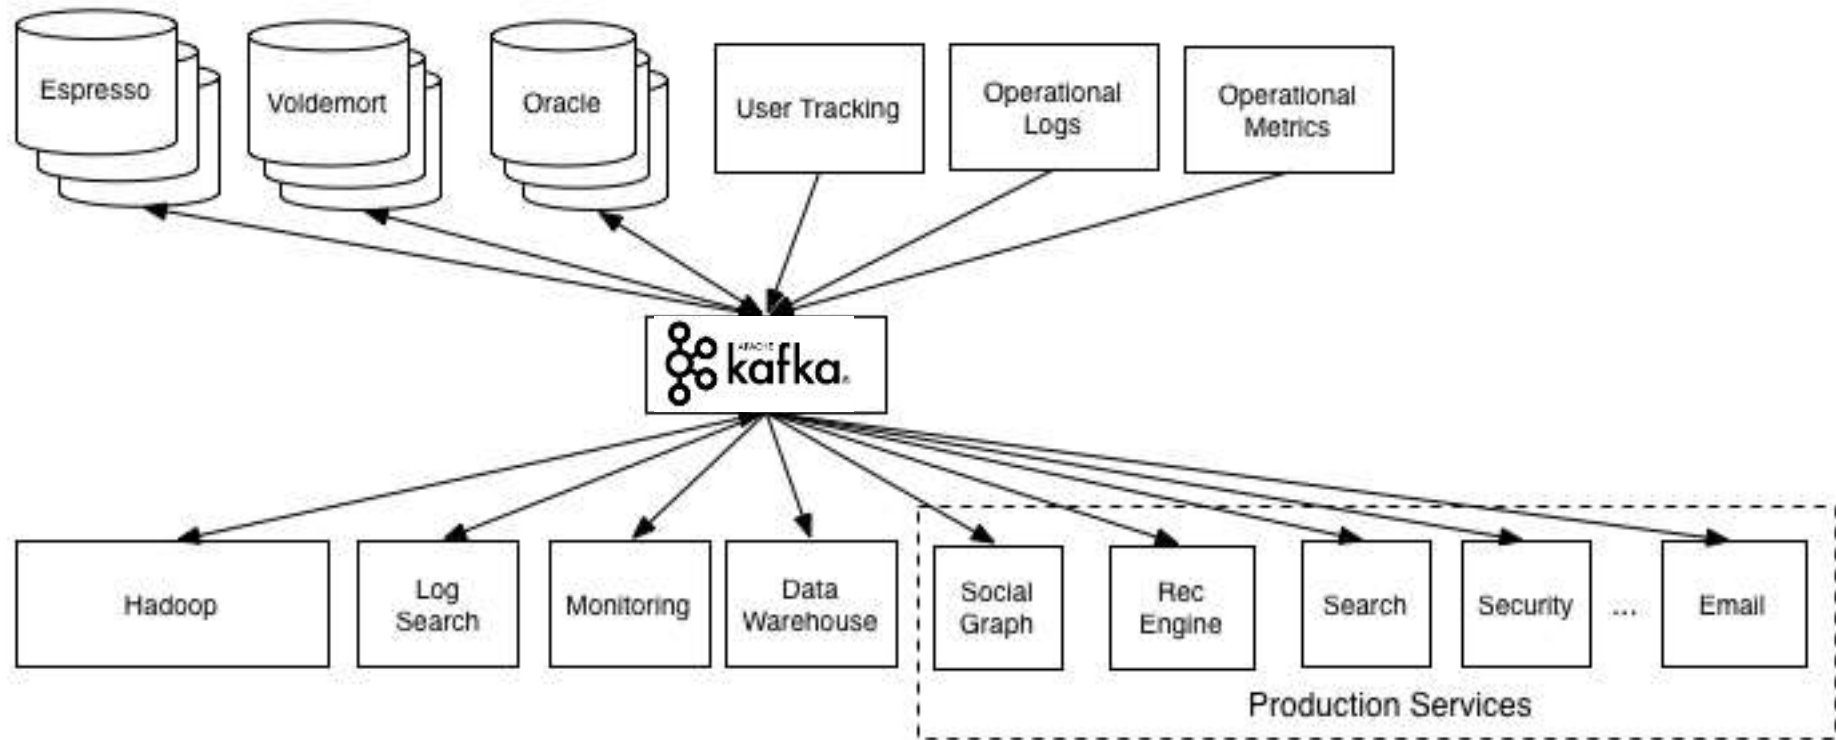 Espresso
Voldemort
Oracle
User Tracking
Operational
Logs
Operational
Metrics
APACHE
kafka®
Hadoop
Log
Search
Monitoring
Data
Warehouse
Social
Graph
Rec
Engine
Search
Security
...
Email
Production Services